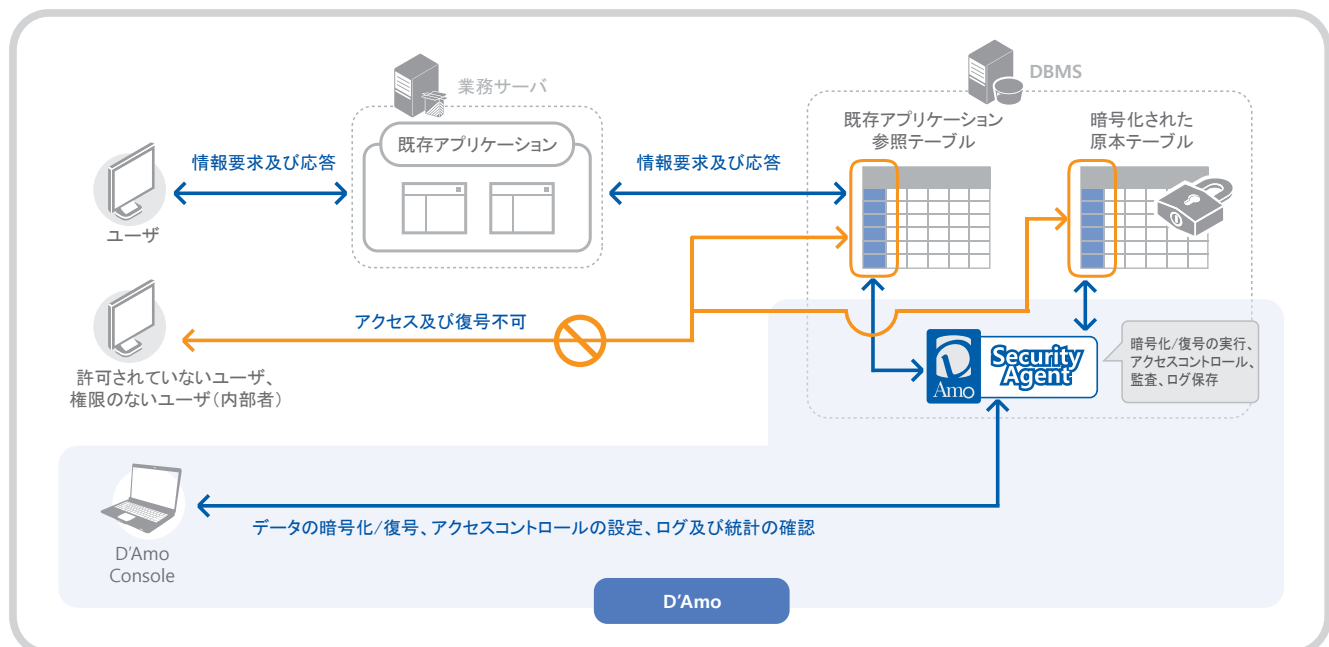 業務サーバ
DBMS
既存アプリケーション
情報要求及び応答
ユーザ
情報要求及び応答
既存アプリケーション
参照テーブル
暗号化された
原本テーブル
アクセス及び復号不可
許可されていないユーザ、
権限のないユーザ(内部者)
D Amo
Security
Agent
暗号化/復号の実行、
アクセスコントロール、
監査、ログ保存
データの暗号化/復号、アクセスコントロールの設定、ログ及び統計の確認
D'Amo
Console
D'Amo